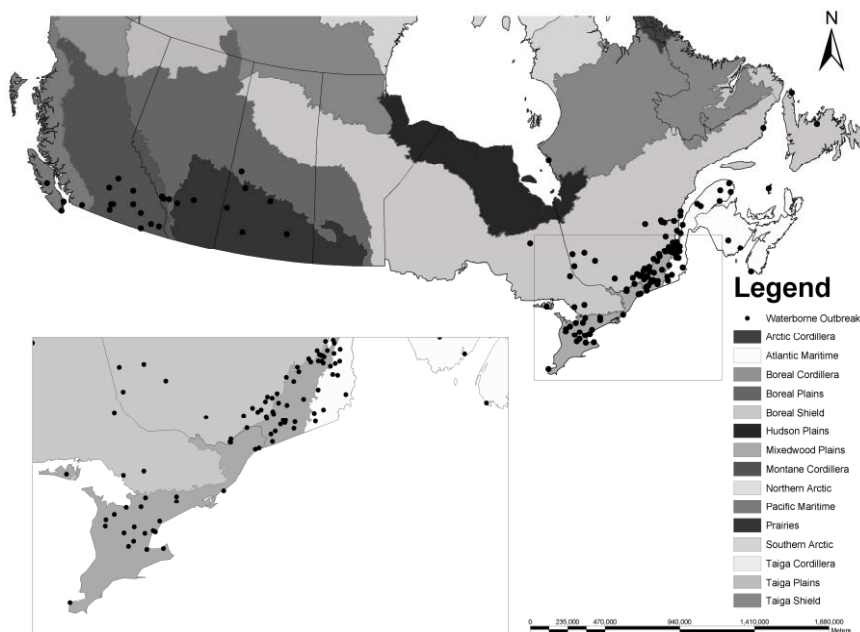 N
Legend
Waterborne Outbreak
Arctic Cordillera
Atlantic Maritime
Boreal Cordillera
Boreal Plains
Boreal Shield
Hudson Plains
Mixedwood Plains
Montane Cordillera
Northern Arctic
Pacific Maritime
Prairies
Southern Arctic
Taiga Cordillera
Taiga Plains
Taiga Shield
0 235,000 470,000 940,000 1,410,000 1,880,000
Meters